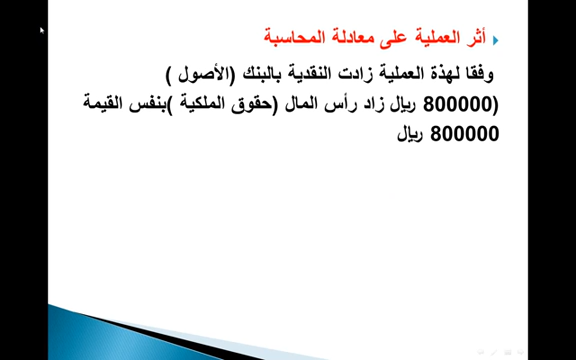 أثر العملية على معادلة المحاسبة
وفقا لهذة العملية زادت النقدية بالبنك (الأصول )
(800000 ريال زاد رأس المال (حقوق الملكية )بنفس القيمة
800000 ريال